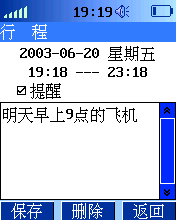 19:19
行 程
2003-06-20 星期五
19:18 --- 23:18
提醒
明天早上9点的飞机
保存 删除 返回